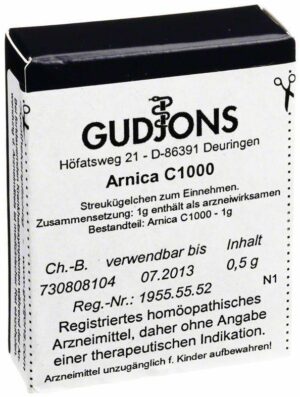 GUDJONS
Höfatsweg 21 - D-86391 Deuringen
Arnica C1000
Streukügelchen zum Einnehmen.
Zusammensetzung: 1g enthält als arzneiwirksamen
Bestandteil: Arnica C1000 - 1g
Ch.-B. verwendbar bis Inhalt
730808104 07.2013 0,5 g
Reg.-Nr.: 1955.55.52 N1
Registriertes homöopathisches
Arzneimittel, daher ohne Angabe
einer therapeutischen Indikation.
Arzneimittel unzugänglich f. Kinder aufbewahren!